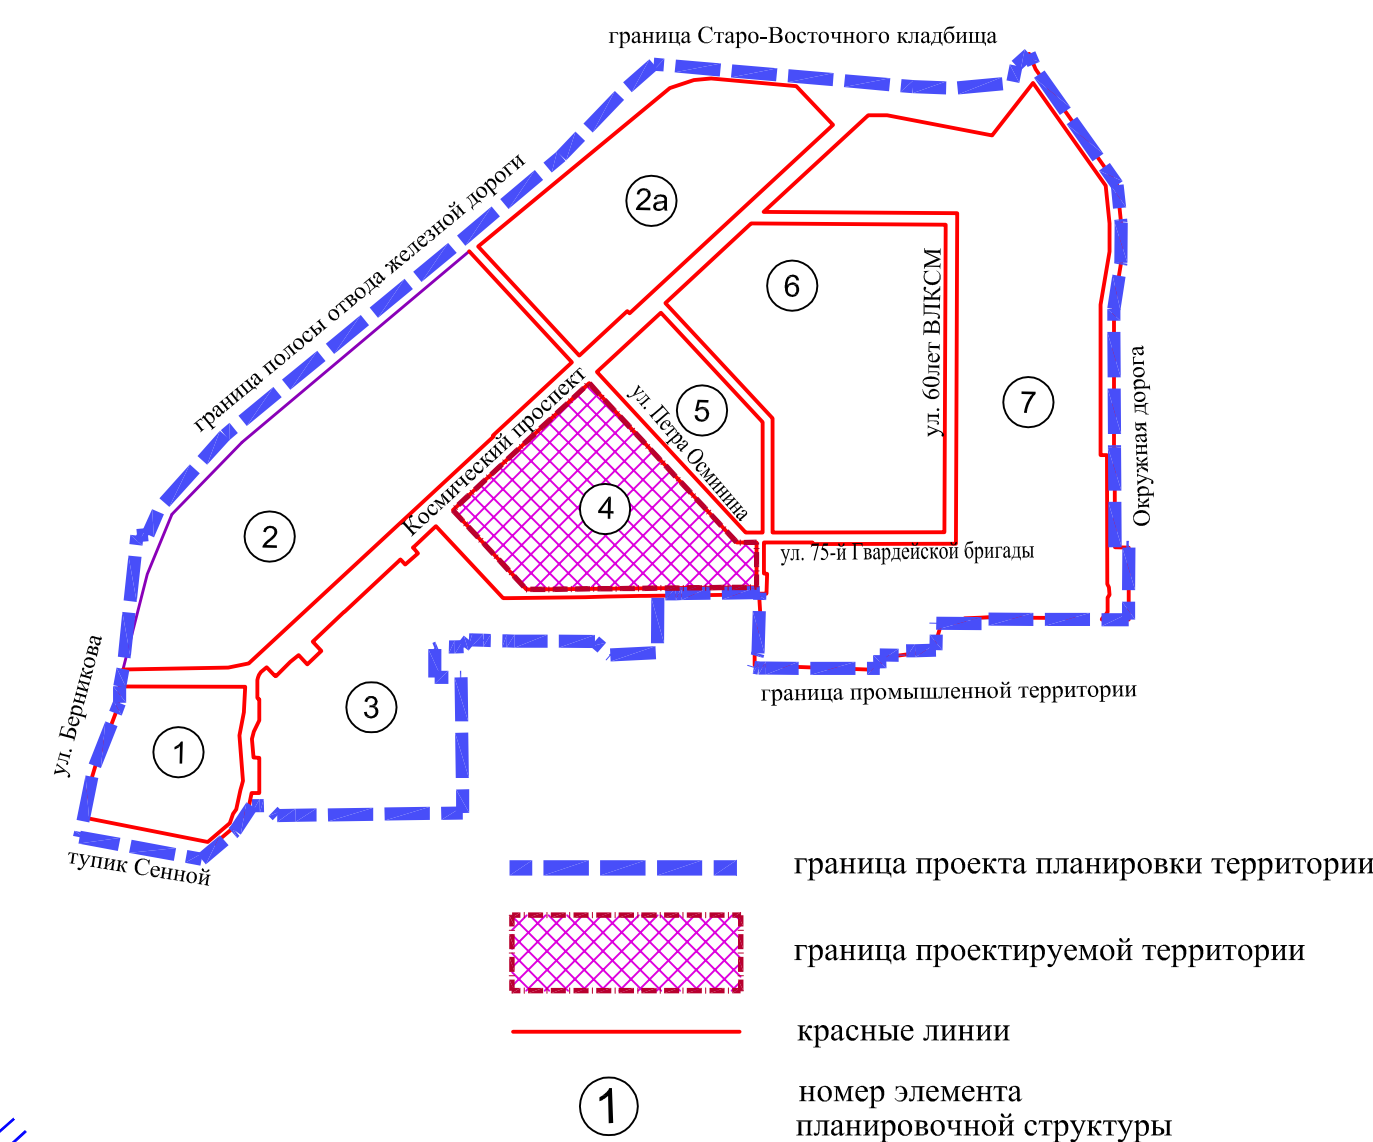 граница Старо-Восточного кладбища
граница полосы отвода железной дороги
2а
6
ул. 60лет ВЛКСМ
Окружная дорога
7
5
ул. Петра Осминина
Космический проспект
4
2
ул. 75-й Гвардейской бригады
ул. Берникова
3
граница промышленной территории
1
тупик Сенной
граница проекта планировки территории
граница проектируемой территории
красные линии
1
номер элемента
планировочной структуры